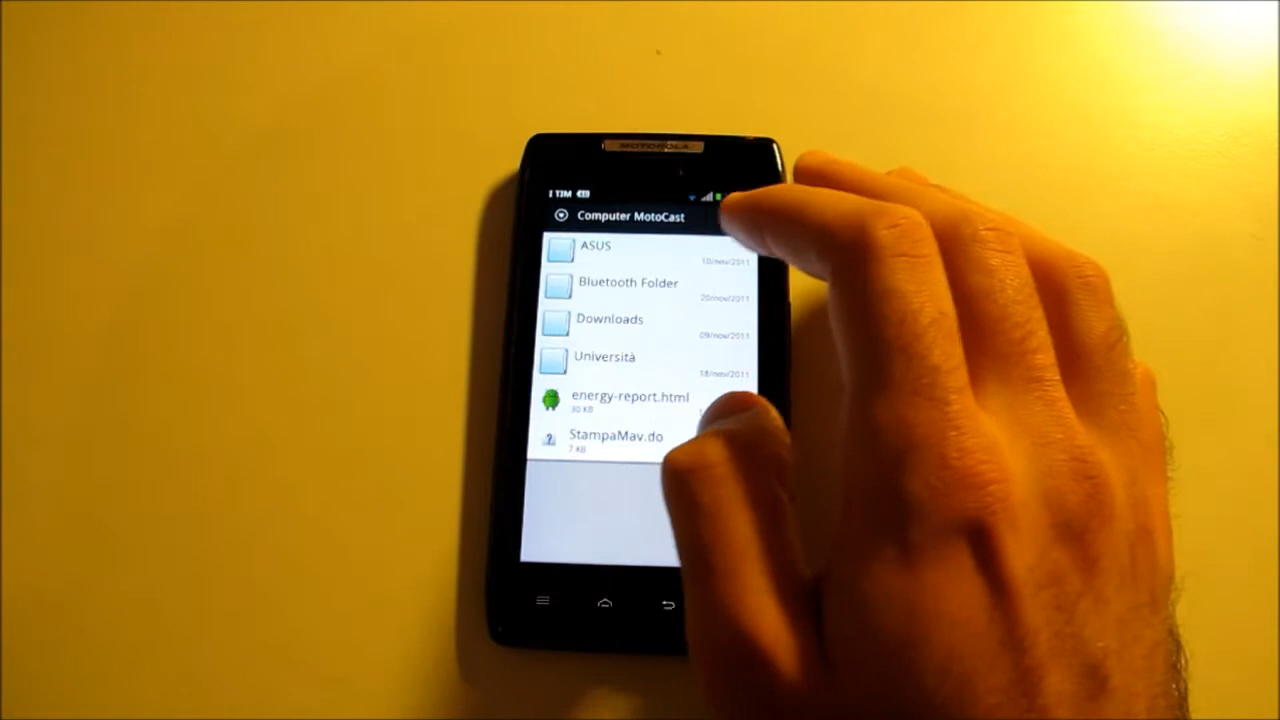 MOTOROLA
I TIM
Computer MotoCast
ASUS
10/nov/2011
Bluetooth Folder
20/nov/2011
Downloads
09/nov/2011
Università
18/nov/2011
energy-report.html
30 KB
StampaMav.do
7 KB